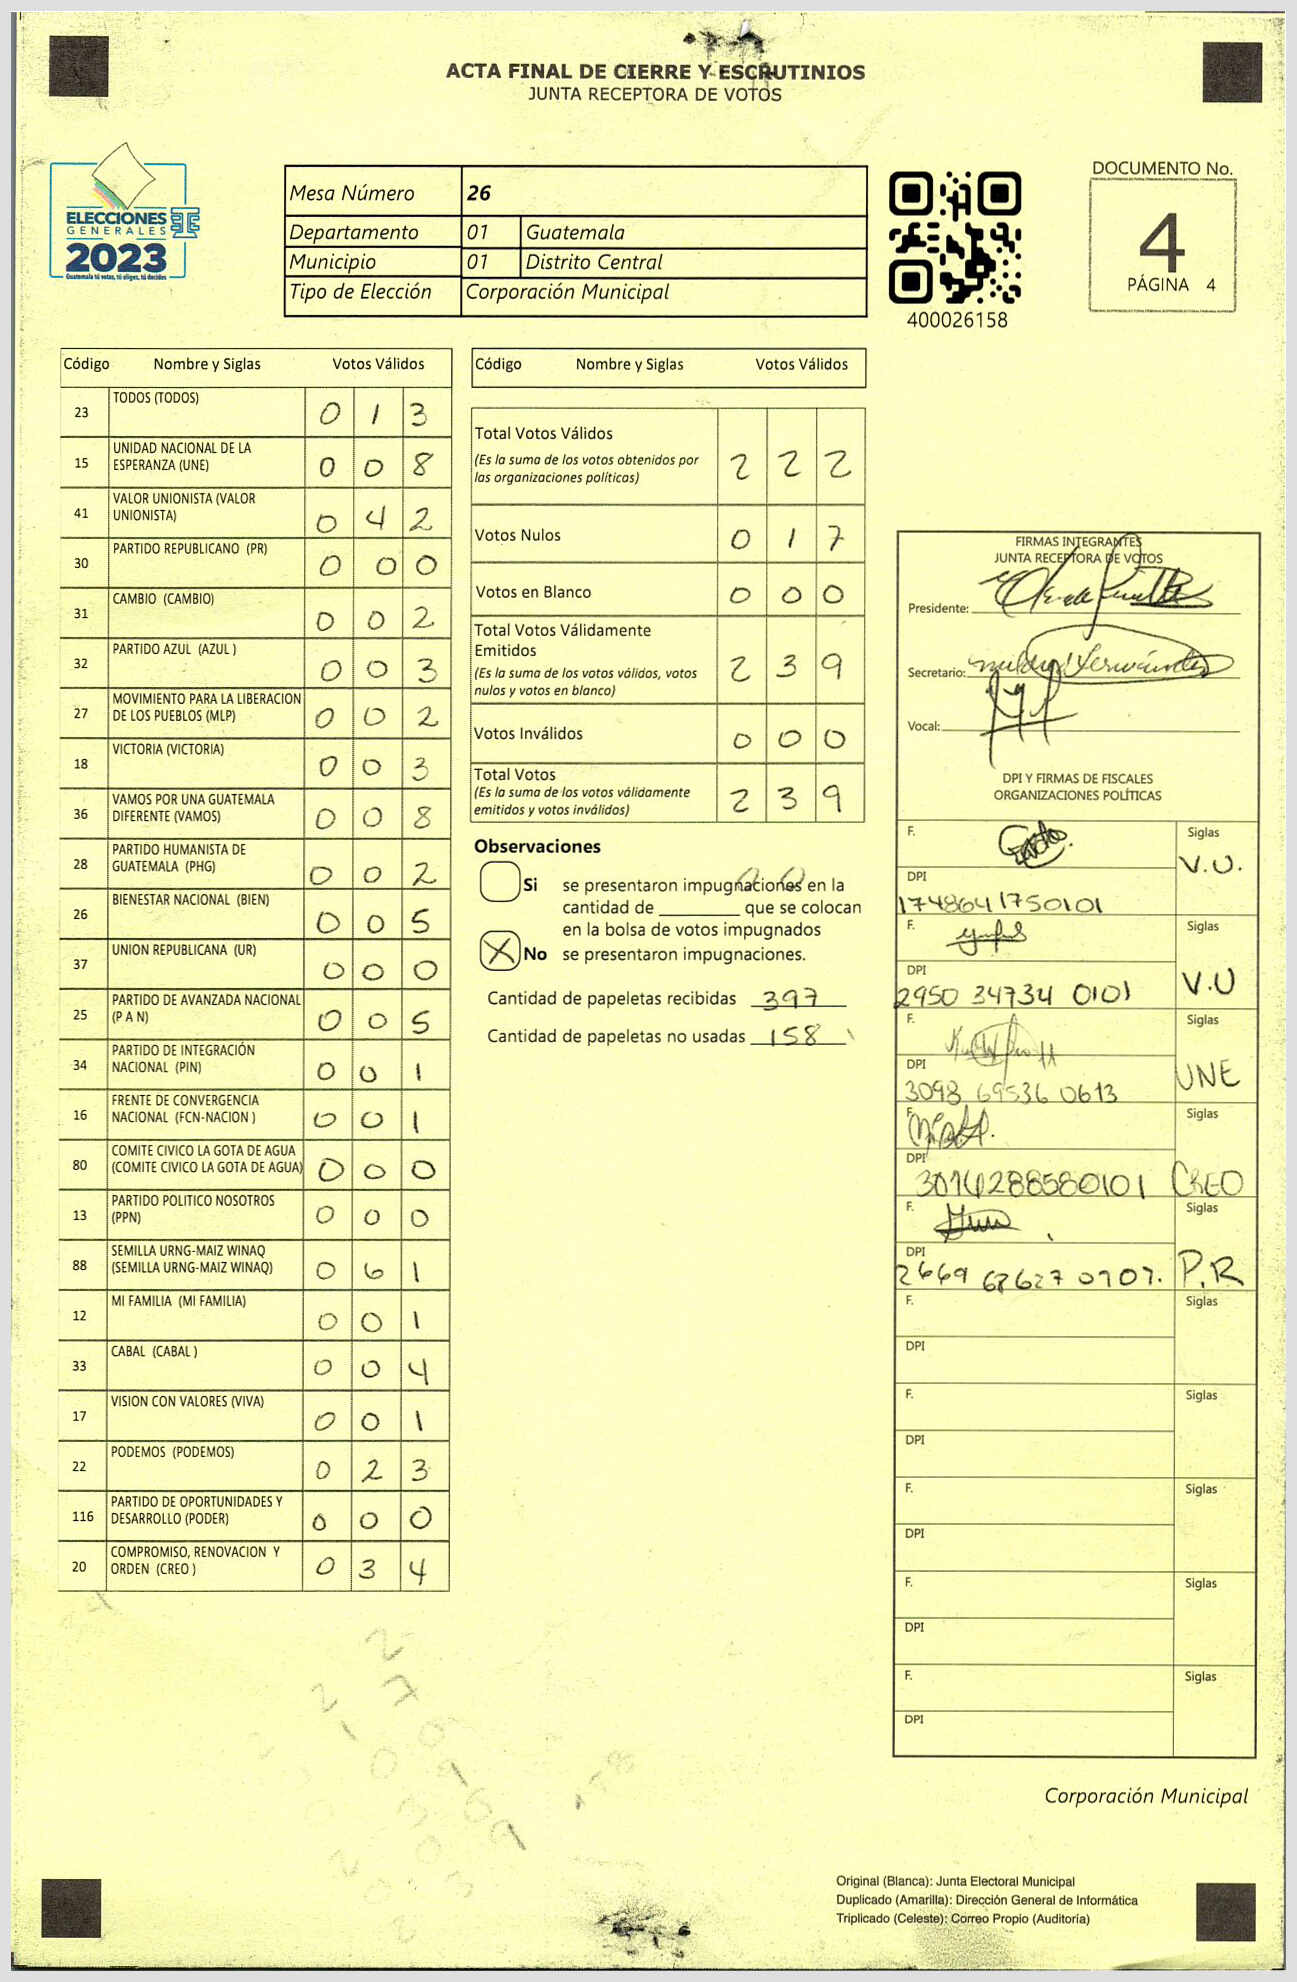 ACTA FINAL DE CIERRE Y ESCRUTINIOS
JUNTA RECEPTORA DE VOTOS
ELECCIONES
GENERALES
2023
Guatemala tú votas, tú eliges, tú decides
Mesa Número 26
Departamento 01 Guatemala
Municipio 01 Distrito Central
Tipo de Elección Corporación Municipal
400026158
DOCUMENTO No.
4
PÁGINA 4
Código Nombre y Siglas Votos Válidos
23 TODOS (TODOS) 0 1 3
15 UNIDAD NACIONAL DE LA
ESPERANZA (UNE) 0 0 8
41 VALOR UNIONISTA (VALOR
UNIONISTA) 0 4 2
30 PARTIDO REPUBLICANO (PR) 0 0 0
31 CAMBIO (CAMBIO) 0 0 2
32 PARTIDO AZUL (AZUL ) 0 0 3
27 MOVIMIENTO PARA LA LIBERACION
DE LOS PUEBLOS (MLP) 0 0 2
18 VICTORIA (VICTORIA) 0 0 3
36 VAMOS POR UNA GUATEMALA
DIFERENTE (VAMOS) 0 0 8
28 PARTIDO HUMANISTA DE
GUATEMALA (PHG) 0 0 2
26 BIENESTAR NACIONAL (BIEN) 0 0 5
37 UNION REPUBLICANA (UR) 0 0 0
25 PARTIDO DE AVANZADA NACIONAL
(P A N) 0 0 5
34 PARTIDO DE INTEGRACIÓN
NACIONAL (PIN) 0 0 1
16 FRENTE DE CONVERGENCIA
NACIONAL (FCN-NACION ) 0 0 1
80 COMITE CIVICO LA GOTA DE AGUA
(COMITE CIVICO LA GOTA DE AGUA) 0 0 0
13 PARTIDO POLITICO NOSOTROS
(PPN) 0 0 0
88 SEMILLA URNG-MAIZ WINAQ
(SEMILLA URNG-MAIZ WINAQ) 0 6 1
12 MI FAMILIA (MI FAMILIA) 0 0 1
33 CABAL (CABAL ) 0 0 4
17 VISION CON VALORES (VIVA) 0 0 1
22 PODEMOS (PODEMOS) 0 2 3
116 PARTIDO DE OPORTUNIDADES Y
DESARROLLO (PODER) 0 0 0
20 COMPROMISO, RENOVACION Y
ORDEN (CREO ) 0 3 4
Código Nombre y Siglas Votos Válidos
Total Votos Válidos
(Es la suma de los votos obtenidos por
las organizaciones políticas) 2 2 2
Votos Nulos 0 1 7
Votos en Blanco 0 0 0
Total Votos Válidamente
Emitidos
(Es la suma de los votos válidos, votos
nulos y votos en blanco) 2 3 9
Votos Inválidos 0 0 0
Total Votos
(Es la suma de los votos válidamente
emitidos y votos inválidos) 2 3 9
Observaciones
Si se presentaron impugnaciones en la
cantidad de ________ que se colocan
en la bolsa de votos impugnados
X No se presentaron impugnaciones.
Cantidad de papeletas recibidas 397
Cantidad de papeletas no usadas 158
FIRMAS INTEGRANTES
JUNTA RECEPTORA DE VOTOS
Presidente:
Secretario: Hernández
Vocal:
DPI Y FIRMAS DE FISCALES
ORGANIZACIONES POLÍTICAS
F. Siglas
V.U.
DPI
1748641750101
F. Siglas
DPI V.U
2950 34734 0101
F. Siglas
DPI UNE
3098 69536 0613
F. Siglas
DPI
3014288580101 CREO
F. Siglas
DPI P.R
2669 68627 0707.
F. Siglas
DPI
F. Siglas
DPI
F. Siglas
DPI
F. Siglas
DPI
F. Siglas
DPI
Corporación Municipal
Original (Blanca): Junta Electoral Municipal
Duplicado (Amarilla): Dirección General de Informática
Triplicado (Celeste): Correo Propio (Auditoría)